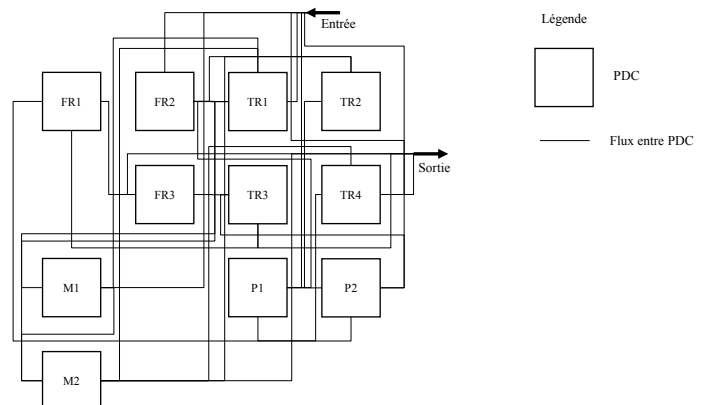 Entrée
Légende
FR1
FR2
TR1
TR2
PDC
Flux entre PDC
Sortie
FR3
TR3
TR4
M1
P1
P2
M2